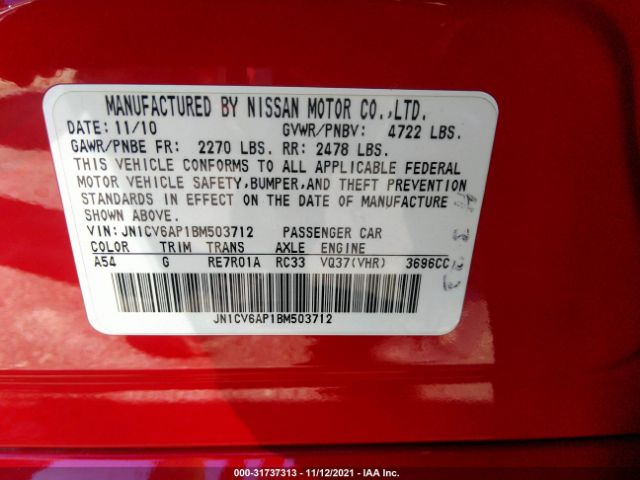 MANUFACTURED BY NISSAN MOTOR CO.,LTD.
DATE: 11/10 GVWR/PNBV: 4722 LBS.
GAWR/PNBE FR: 2270 LBS. RR: 2478 LBS.
THIS VEHICLE CONFORMS TO ALL APPLICABLE FEDERAL
MOTOR VEHICLE SAFETY,BUMPER,AND THEFT PREVENTION
STANDARDS IN EFFECT ON THE DATE OF MANUFACTURE
SHOWN ABOVE.
VIN: JN1CV6AP1BM503712 PASSENGER CAR
COLOR TRIM TRANS AXLE ENGINE
A54 G RE7R01A RC33 VQ37(VHR) 3696CC
JN1CV6AP1BM503712
000-31737313 - 11/12/2021 - IAA Inc.